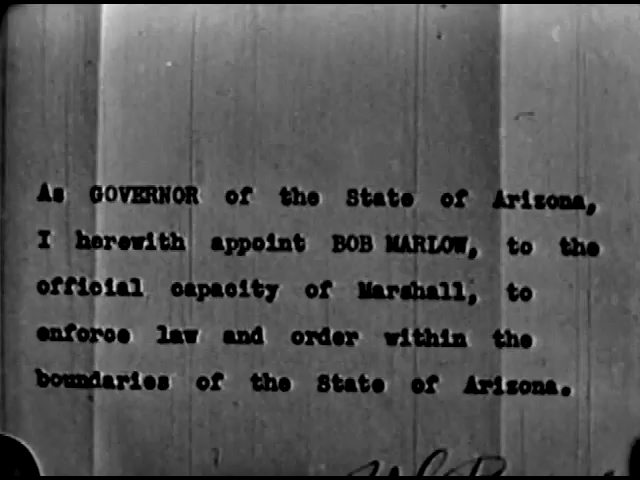 As GOVERNOR of the State of Arizona,
I herewith appoint BOB MARLOW, to the
official capacity of Marshall, to
enforce law and order within the
boundaries of the State of Arizona.